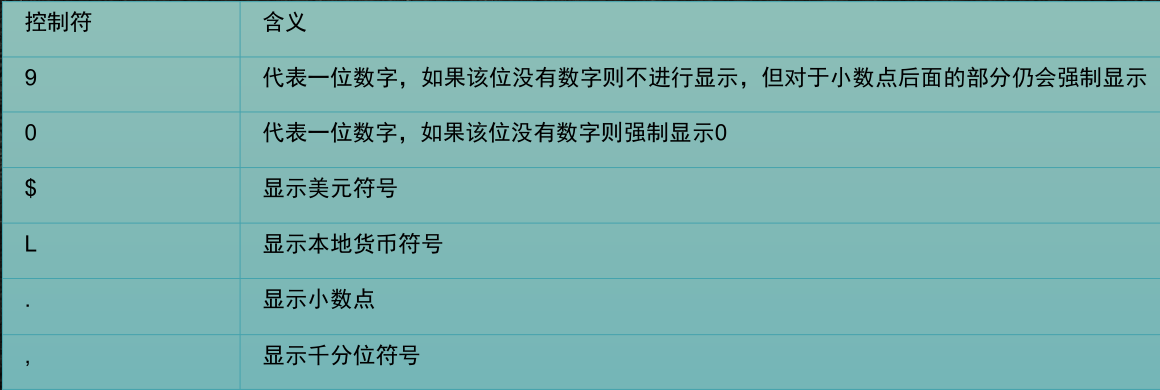 控制符 含义
9 代表一位数字，如果该位没有数字则不进行显示，但对于小数点后面的部分仍会强制显示
0 代表一位数字，如果该位没有数字则强制显示0
$ 显示美元符号
L 显示本地货币符号
. 显示小数点
, 显示千分位符号